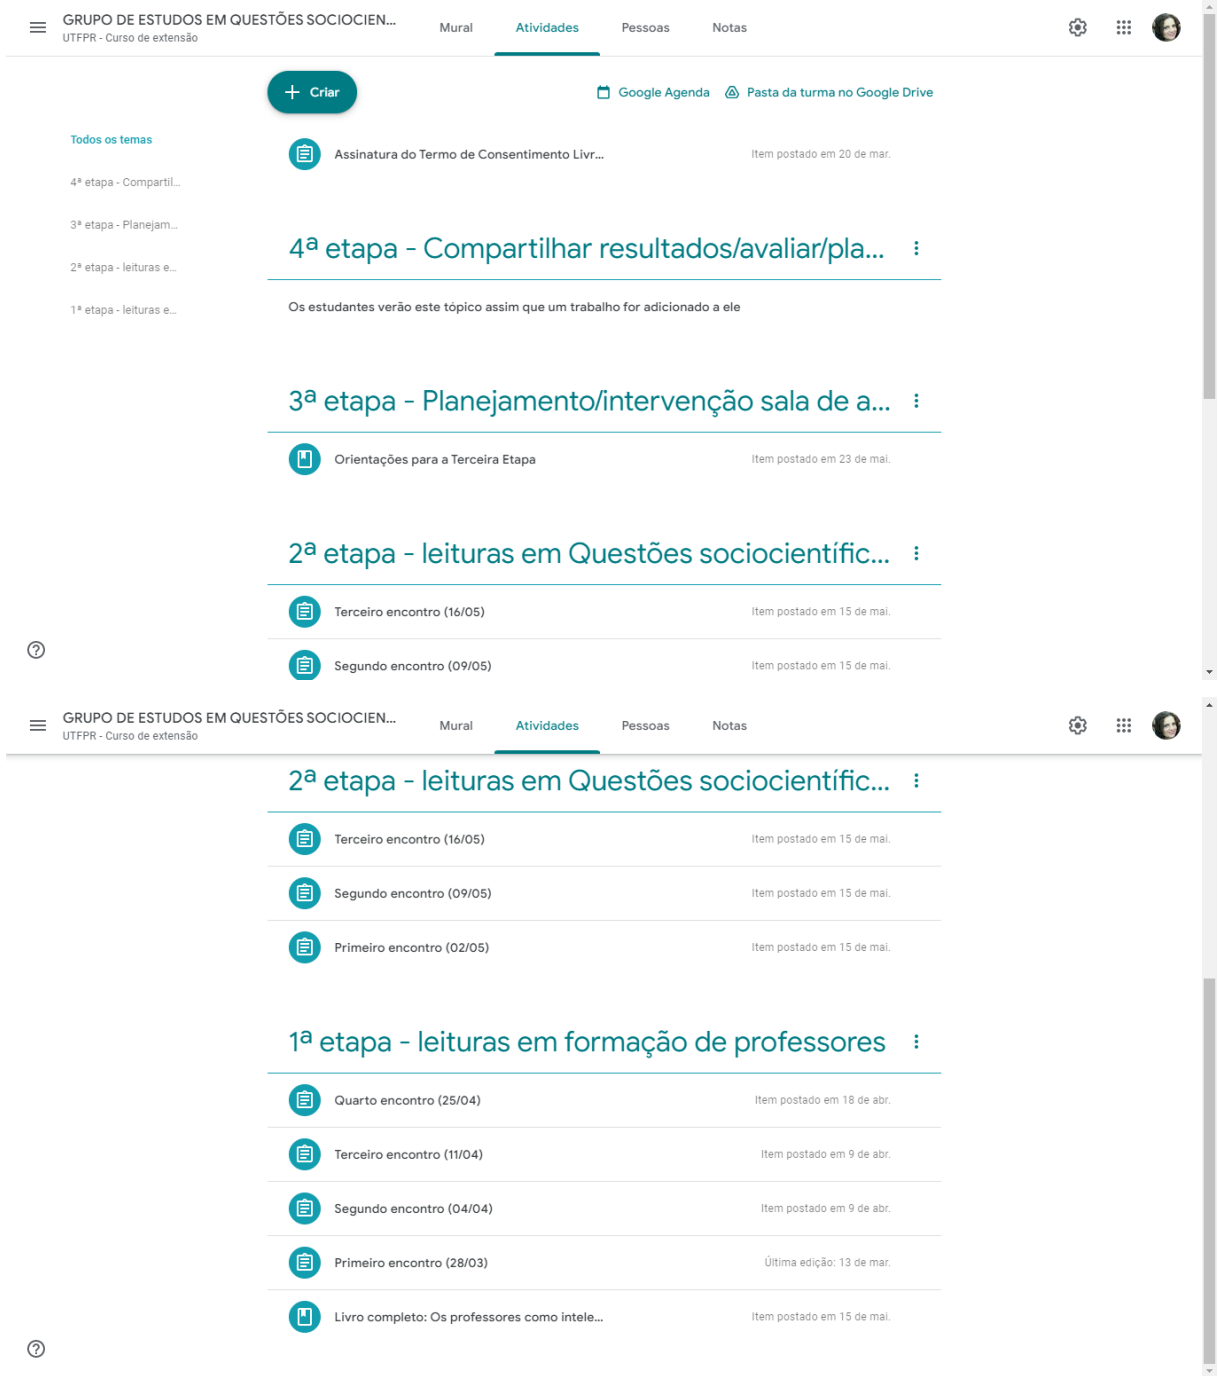 GRUPO DE ESTUDOS EM QUESTÕES SOCIOCIEN...
UTFPR - Curso de extensão
Mural Atividades Pessoas Notas
Criar
Google Agenda Pasta da turma no Google Drive
Todos os temas
4ª etapa - Compartil...
3ª etapa - Planejam...
2ª etapa - leituras e...
1ª etapa - leituras e...
Assinatura do Termo de Consentimento Livr... Item postado em 20 de mar.
4ª etapa - Compartilhar resultados/avaliar/pla...
Os estudantes verão este tópico assim que um trabalho for adicionado a ele
3ª etapa - Planejamento/intervenção sala de a...
Orientações para a Terceira Etapa Item postado em 23 de mai.
2ª etapa - leituras em Questões sociocientífic...
Terceiro encontro (16/05) Item postado em 15 de mai.
Segundo encontro (09/05) Item postado em 15 de mai.
GRUPO DE ESTUDOS EM QUESTÕES SOCIOCIEN...
UTFPR - Curso de extensão
Mural Atividades Pessoas Notas
2ª etapa - leituras em Questões sociocientífic...
Terceiro encontro (16/05) Item postado em 15 de mai.
Segundo encontro (09/05) Item postado em 15 de mai.
Primeiro encontro (02/05) Item postado em 15 de mai.
1ª etapa - leituras em formação de professores
Quarto encontro (25/04) Item postado em 18 de abr.
Terceiro encontro (11/04) Item postado em 9 de abr.
Segundo encontro (04/04) Item postado em 9 de abr.
Primeiro encontro (28/03) Última edição: 13 de mar.
Livro completo: Os professores como intele... Item postado em 15 de mai.